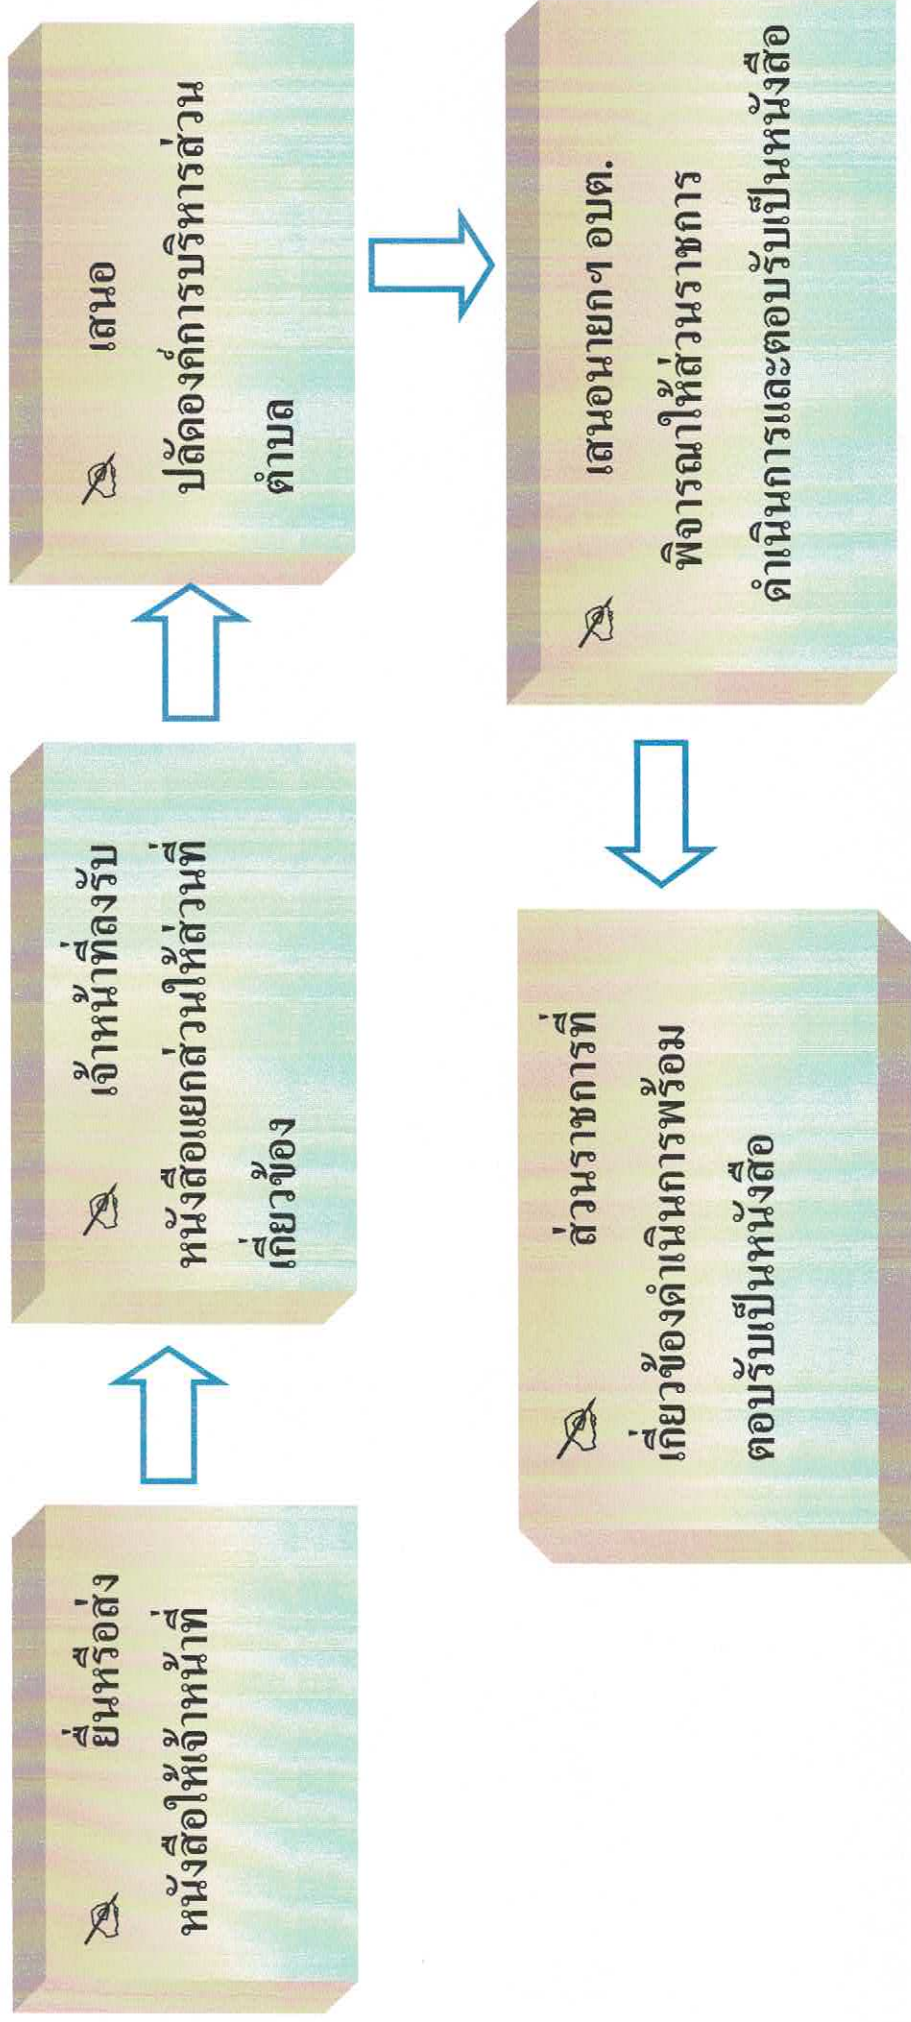 ยื่นหรือส่ง
หนังสือให้เจ้าหน้าที่
เจ้าหน้าที่ลงรับ
หนังสือแยกส่วนให้ส่วนที่
เกี่ยวข้อง
เสนอ
ปลัดองค์การบริหารส่วน
ตำบล
เสนอนายกฯ อบต.
พิจารณาให้ส่วนราชการ
ดำเนินการและตอบรับเป็นหนังสือ
ส่วนราชการที่
เกี่ยวข้องดำเนินการพร้อม
ตอบรับเป็นหนังสือ